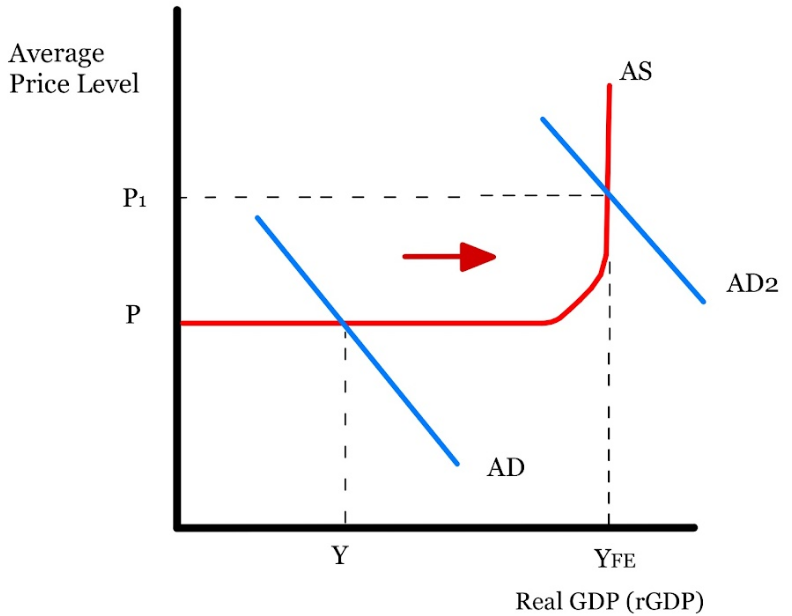 Average
Price Level
AS
P1
AD2
P
AD
Y
YFE
Real GDP (rGDP)